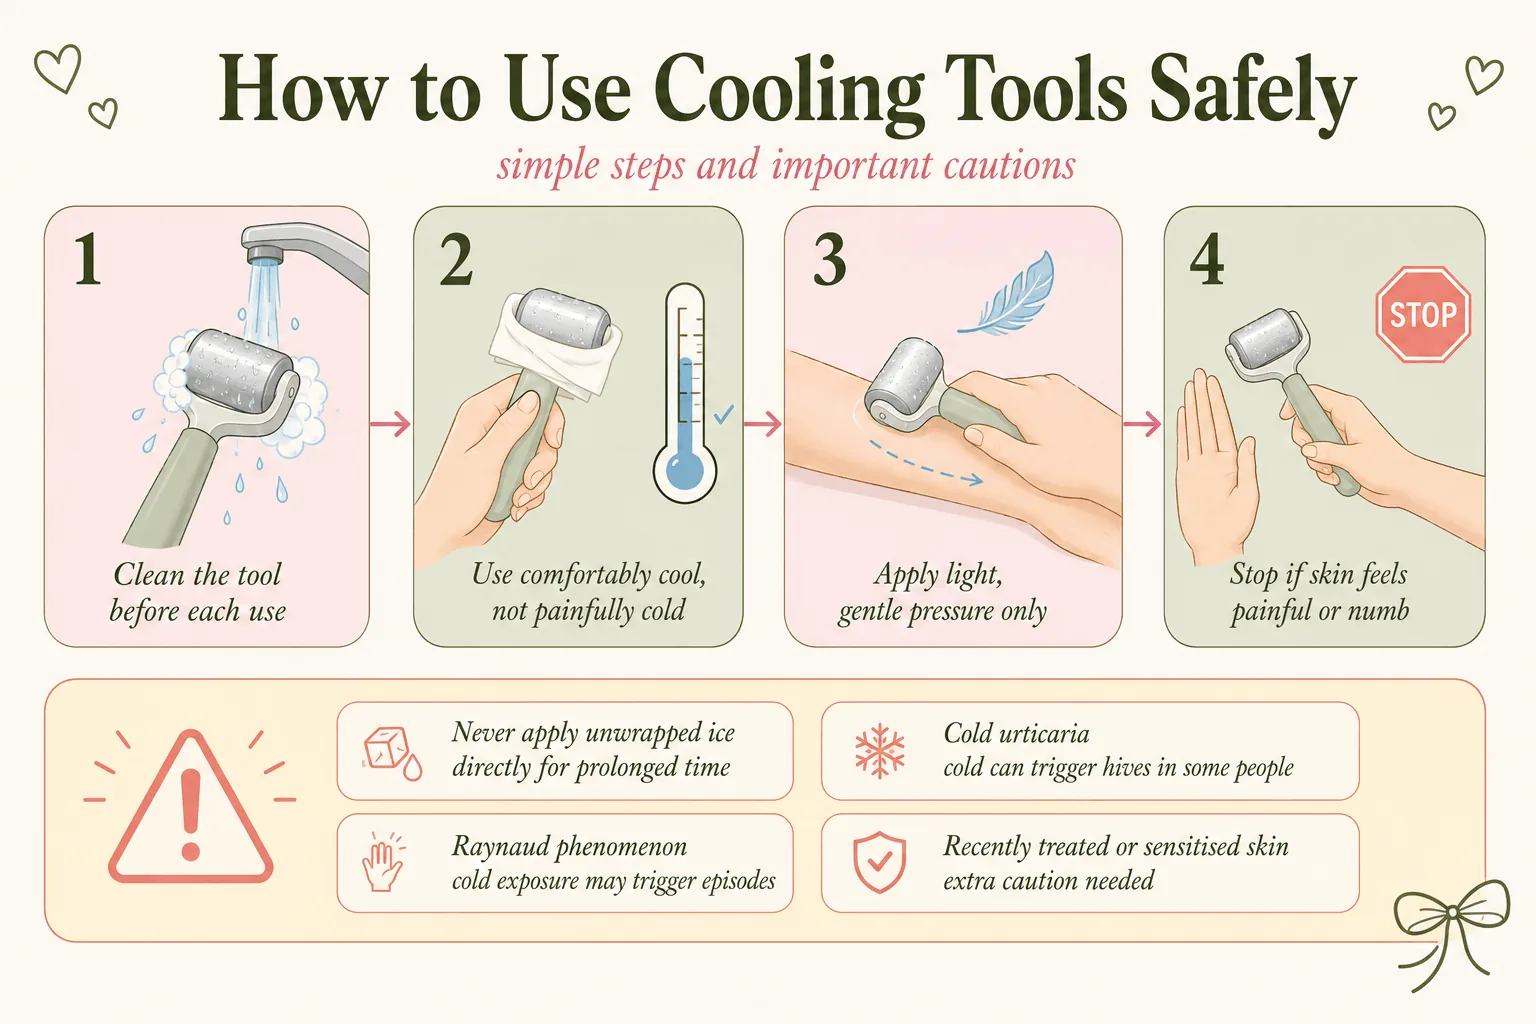 How to Use Cooling Tools Safely
simple steps and important cautions
1
Clean the tool
before each use
2
Use comfortably cool,
not painfully cold
3
Apply light,
gentle pressure only
4
STOP
Stop if skin feels
painful or numb
Never apply unwrapped ice
directly for prolonged time
Cold urticaria
cold can trigger hives in some people
Raynaud phenomenon
cold exposure may trigger episodes
Recently treated or sensitised skin
extra caution needed